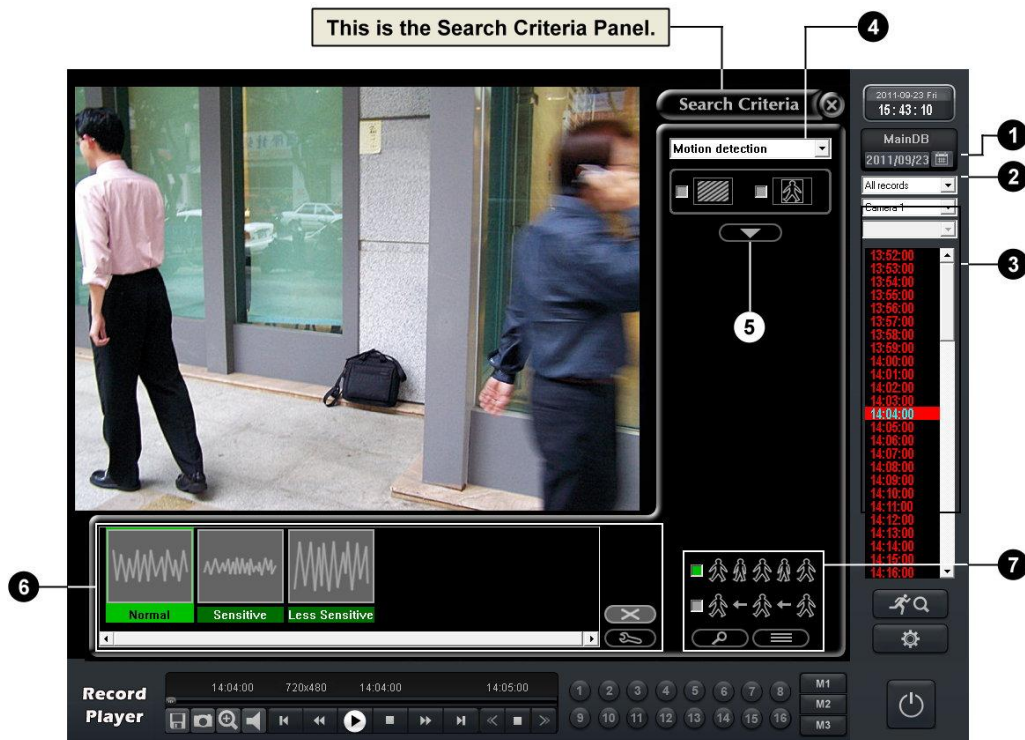 This is the Search Criteria Panel.
4
Search Criteria
2011-09-23 Fri
15:43:10
MainDB
2011/09/23
1
2
Motion detection
All records
Camera 1
3
5
13:52:00
13:53:00
13:54:00
13:55:00
13:56:00
13:57:00
13:58:00
13:59:00
14:00:00
14:01:00
14:02:00
14:03:00
14:04:00
14:05:00
14:06:00
14:07:00
14:08:00
14:09:00
14:10:00
14:11:00
14:12:00
14:13:00
14:14:00
14:15:00
14:16:00
6
Normal Sensitive Less Sensitive
7
Record Player
14:04:00 720x480 14:04:00 14:05:00
1 2 3 4 5 6 7 8
9 10 11 12 13 14 15 16
M1
M2
M3